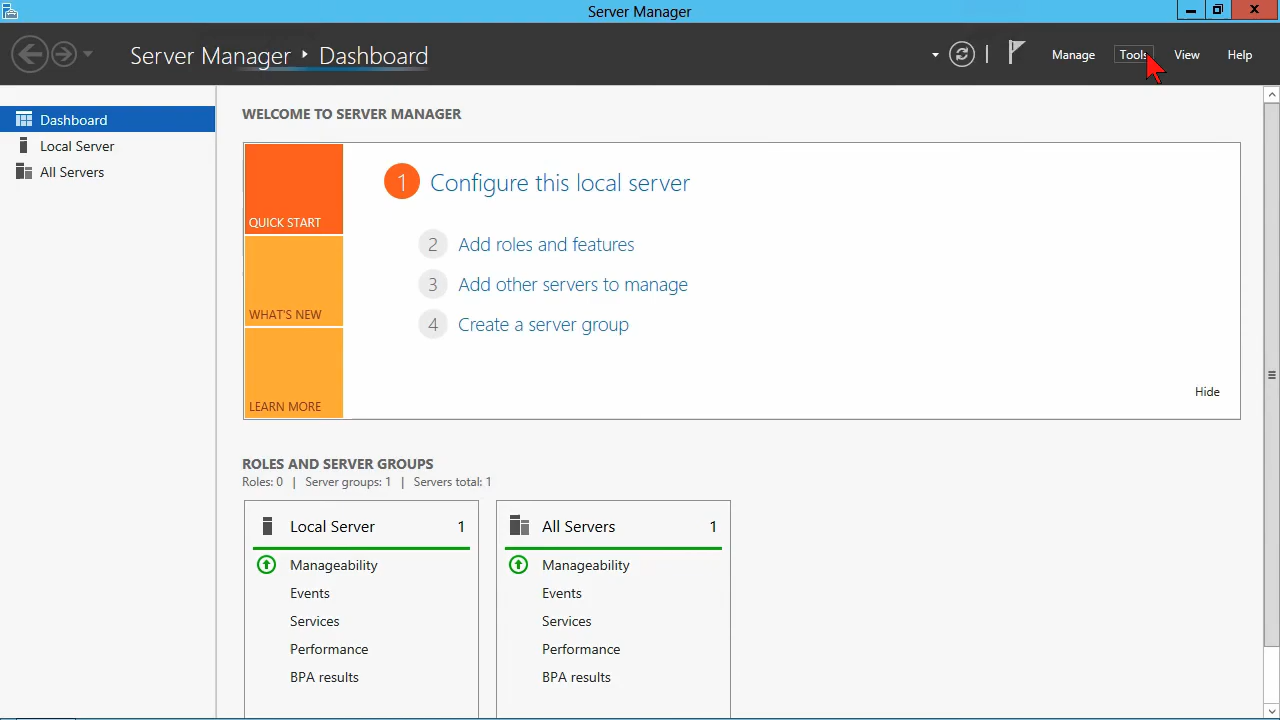 Server Manager
Server Manager Dashboard
Manage Tools View Help
Dashboard
Local Server
All Servers
WELCOME TO SERVER MANAGER
QUICK START
WHAT'S NEW
LEARN MORE
1 Configure this local server
2 Add roles and features
3 Add other servers to manage
4 Create a server group
Hide
ROLES AND SERVER GROUPS
Roles: 0 | Server groups: 1 | Servers total: 1
Local Server 1
Manageability
Events
Services
Performance
BPA results
All Servers 1
Manageability
Events
Services
Performance
BPA results